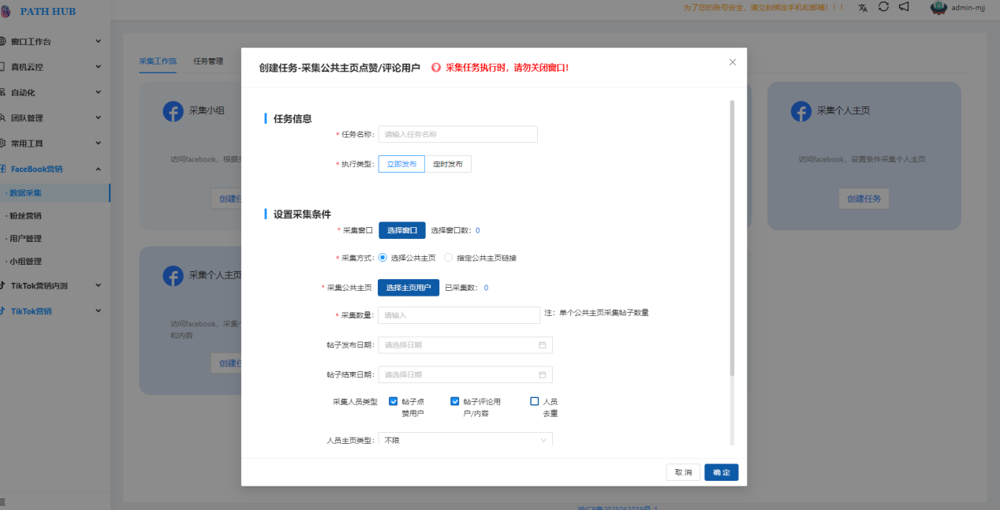 PATH HUB
为了您的账号安全，请立刻绑定手机和邮箱！！！
admin-mjj
窗口工作台
真机云控
自动化
团队管理
常用工具
FaceBook营销
· 数据采集
· 粉丝营销
· 用户管理
· 小组管理
TikTok营销内测
TikTok营销
采集工作流 任务管理
采集小组
访问facebook，根据
创建任
采集个人主页
访问facebook，设置条件采集个人主页
创建任务
采集个人主页
访问facebook，采集
和内容
创建任
创建任务-采集公共主页点赞/评论用户 采集任务执行时，请勿关闭窗口！
任务信息
* 任务名称： 请输入任务名称
* 执行类型： 立即发布 定时发布
设置采集条件
* 采集窗口 选择窗口 选择窗口数： 0
* 采集方式： 选择公共主页 指定公共主页链接
* 采集公共主页 选择主页用户 已采集数： 0
* 采集数量： 请输入 注：单个公共主页采集帖子数量
帖子发布日期： 请选择日期
帖子结束日期： 请选择日期
采集人员类型 帖子点赞用户 帖子评论用户/内容 人员去重
人员主页类型： 不限
取 消 确 定